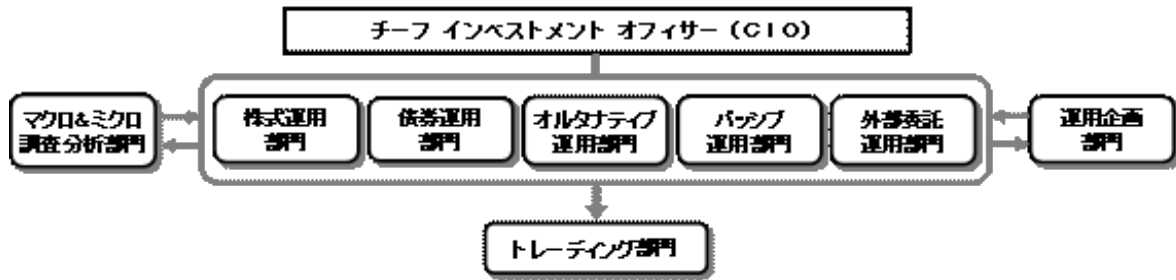 チーフ インベストメント オフィサー（ＣＩＯ）
マクロ&ミクロ
調査分析部門
株式運用
部門
債券運用
部門
オルタナティブ
運用部門
パッシブ
運用部門
外部委託
運用部門
運用企画
部門
トレーディング部門